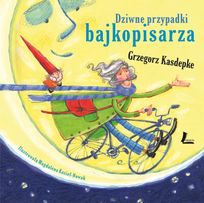 Dziwne przypadki
bajkopisarza
Grzegorz Kasdepke
Ilustrowała Magdalena Kozieł-Nowak